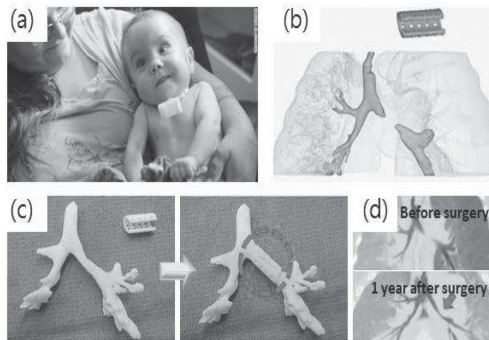 (a)
(b)
(c)
(d)
Before surgery
1 year after surgery